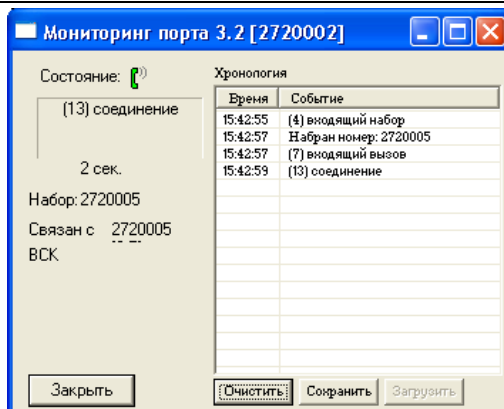 Мониторинг порта 3.2 [2720002]
Состояние:
(13) соединение
2 сек.
Набор: 2720005
Связан с 2720005
ВСК
Закрыть
Хронология
Время Событие
15:42:55 (4) входящий набор
15:42:57 Набран номер: 2720005
15:42:57 (7) входящий вызов
15:42:59 (13) соединение
Очистить Сохранить Загрузить